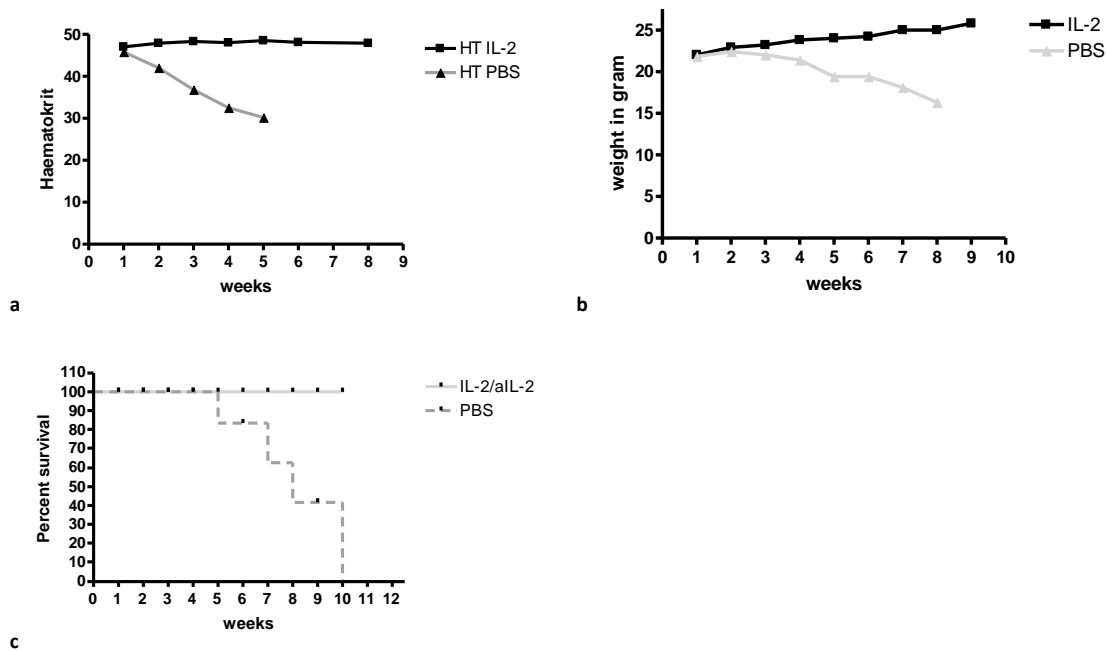 50
40
30
20
10
0
Haematokrit
0 1 2 3 4 5 6 7 8 9
weeks
HT IL-2
HT PBS
a
25
20
15
10
5
0
weight in gram
0 1 2 3 4 5 6 7 8 9 10
weeks
IL-2
PBS
b
110
100
90
80
70
60
50
40
30
20
10
0
Percent survival
0 1 2 3 4 5 6 7 8 9 10 11 12
weeks
IL-2/aIL-2
PBS
c